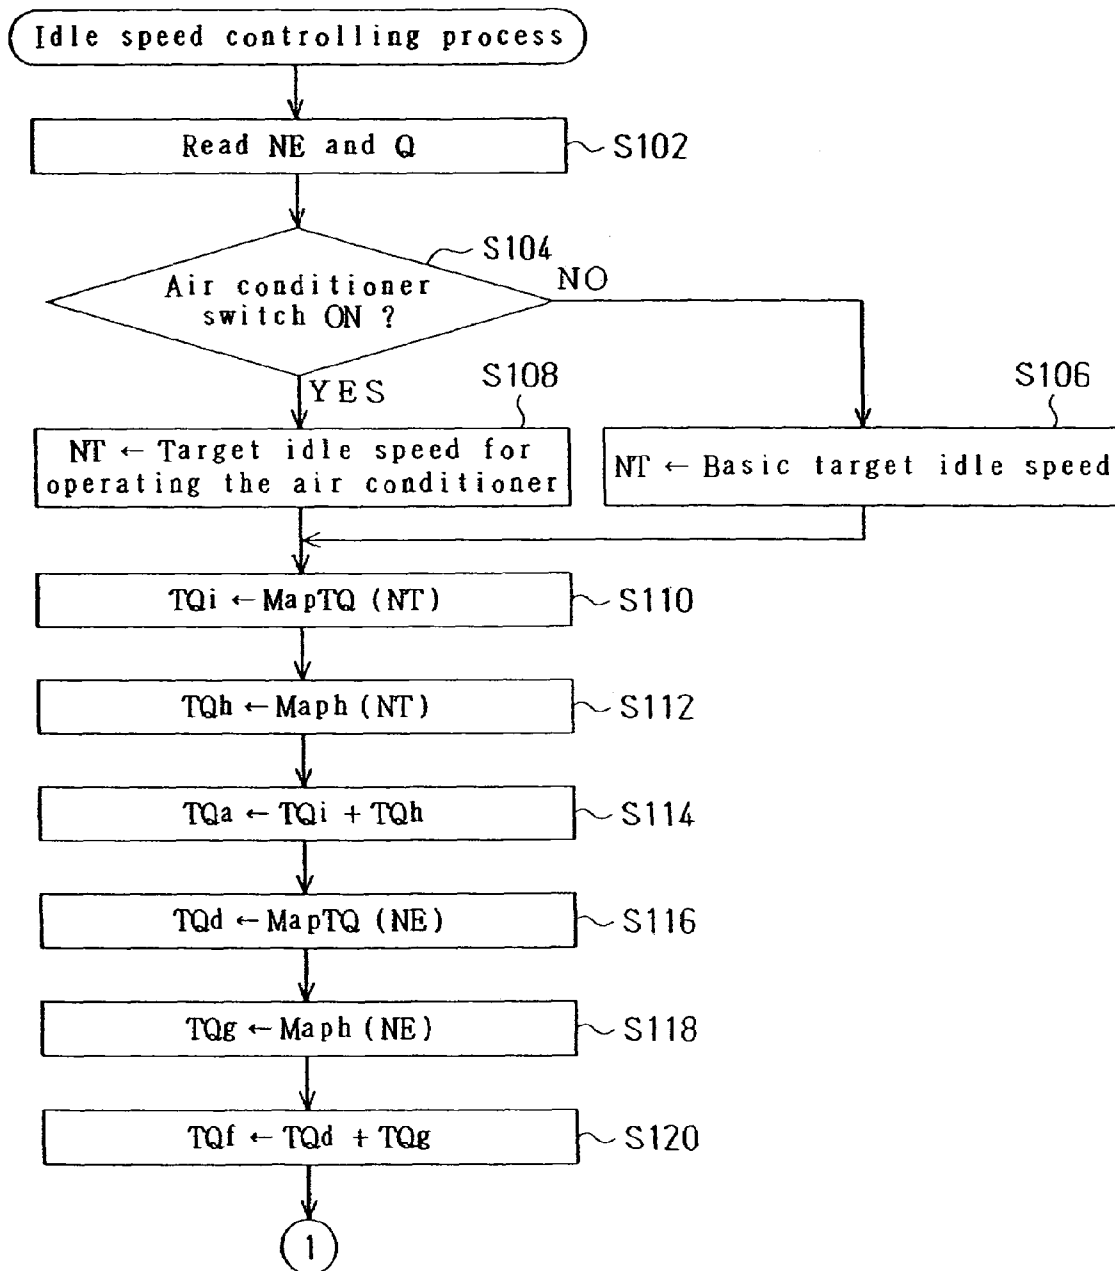 Idle speed controlling process
Read NE and Q
S102
S104
Air conditioner
switch ON ?
NO
YES
S108
S106
NT ← Target idle speed for
operating the air conditioner
NT ← Basic target idle speed
TQi ← MapTQ (NT)
S110
TQh ← Maph (NT)
S112
TQa ← TQi + TQh
S114
TQd ← MapTQ (NE)
S116
TQg ← Maph (NE)
S118
TQf ← TQd + TQg
S120
1